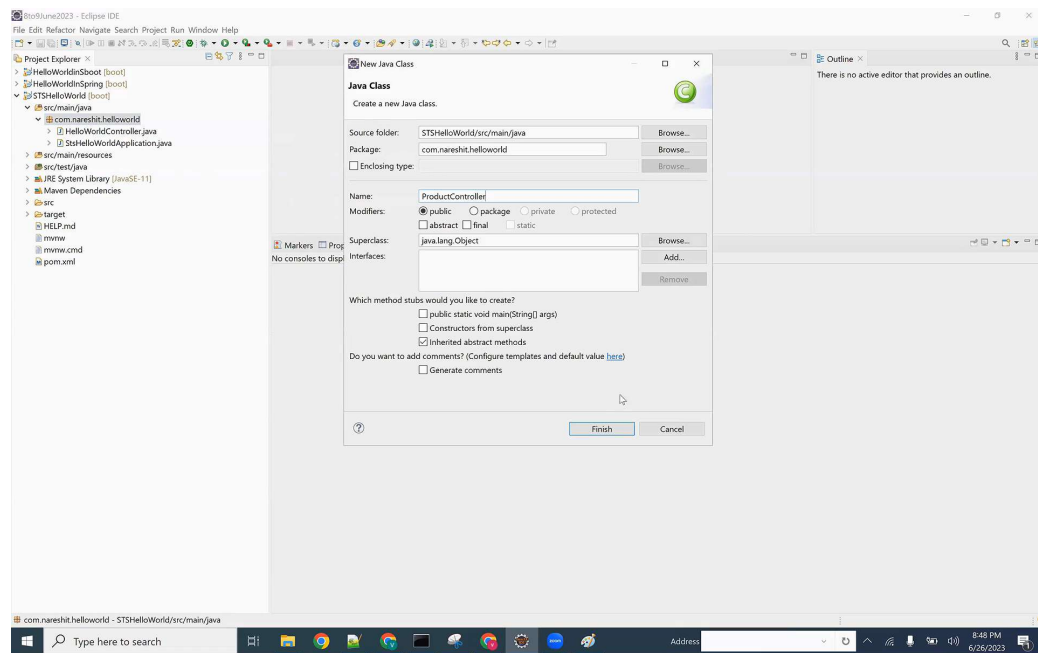 8to9June2023 - Eclipse IDE
File Edit Refactor Navigate Search Project Run Window Help
Project Explorer
Outline
HelloWorldInSboot [boot]
HelloWorldInSpring [boot]
STSHelloWorld [boot]
src/main/java
com.nareshit.helloworld
HelloWorldController.java
StsHelloWorldApplication.java
src/main/resources
src/test/java
JRE System Library [JavaSE-11]
Maven Dependencies
src
target
HELP.md
mvnw
mvnw.cmd
pom.xml
New Java Class
Java Class
Create a new Java class.
Source folder: STSHelloWorld/src/main/java Browse...
Package: com.nareshit.helloworld Browse...
Enclosing type: Browse...
Name: ProductController
Modifiers: public package private protected
abstract final static
Superclass: java.lang.Object Browse...
Interfaces: Add...
Remove
Which method stubs would you like to create?
public static void main(String[] args)
Constructors from superclass
Inherited abstract methods
Do you want to add comments? (Configure templates and default value here)
Generate comments
Finish Cancel
There is no active editor that provides an outline.
Markers Prop
No consoles to displ
com.nareshit.helloworld - STSHelloWorld/src/main/java
Type here to search
zoom
Address
8:48 PM
6/26/2023